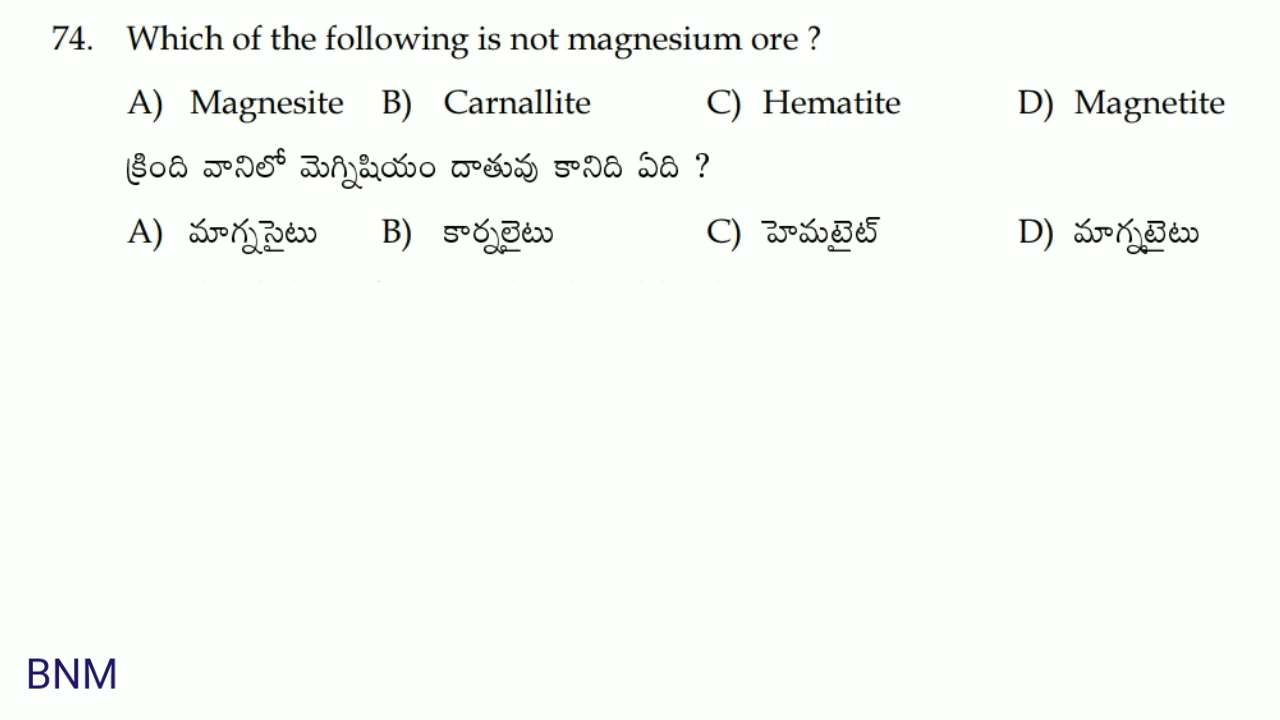 74. Which of the following is not magnesium ore ?
A) Magnesite B) Carnallite C) Hematite D) Magnetite
క్రింది వానిలో మెగ్నిషియం దాతువు కానిది ఏది ?
A) మాగ్నసైటు B) కార్నలైటు C) హెమటైట్ D) మాగ్నటైటు
BNM